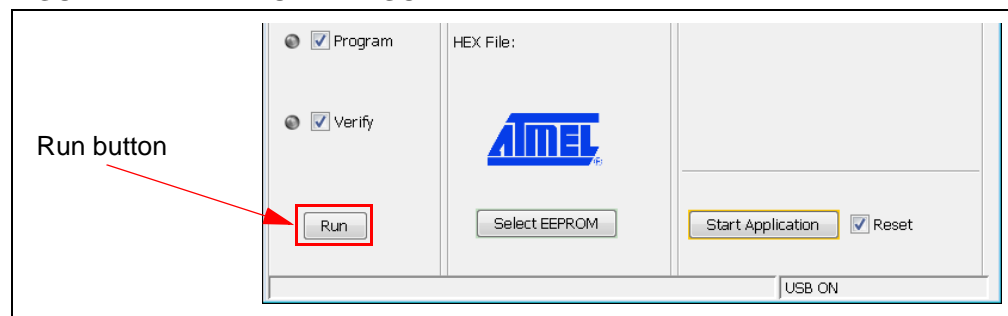 Program
HEX File:
Verify
ATMEL
Run button
Run
Select EEPROM
Start Application
Reset
USB ON